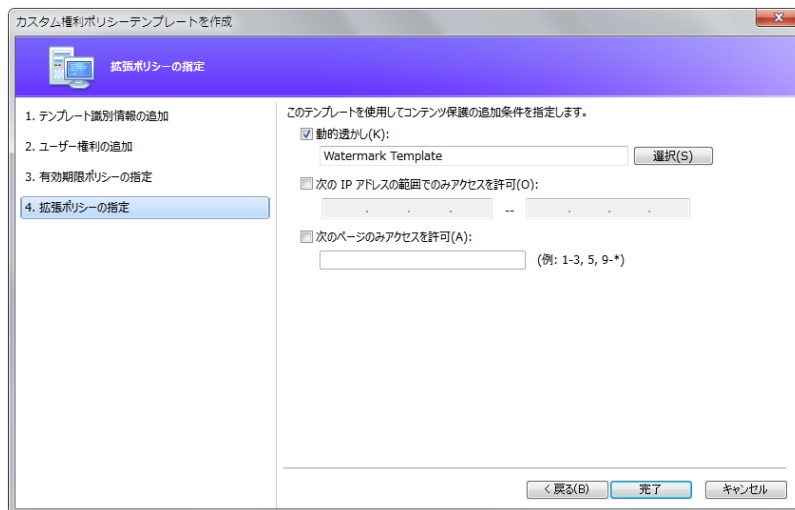 カスタム権利ポリシーテンプレートを作成
拡張ポリシーの指定
1. テンプレート識別情報の追加
2. ユーザー権利の追加
3. 有効期限ポリシーの指定
4. 拡張ポリシーの指定
このテンプレートを使用してコンテンツ保護の追加条件を指定します。
動的透かし(K):
Watermark Template
選択(S)
次の IP アドレスの範囲でのみアクセスを許可(O):
. . . -- . . .
次のページのみアクセスを許可(A):
(例: 1-3, 5, 9-*)
< 戻る(B) 完了 キャンセル